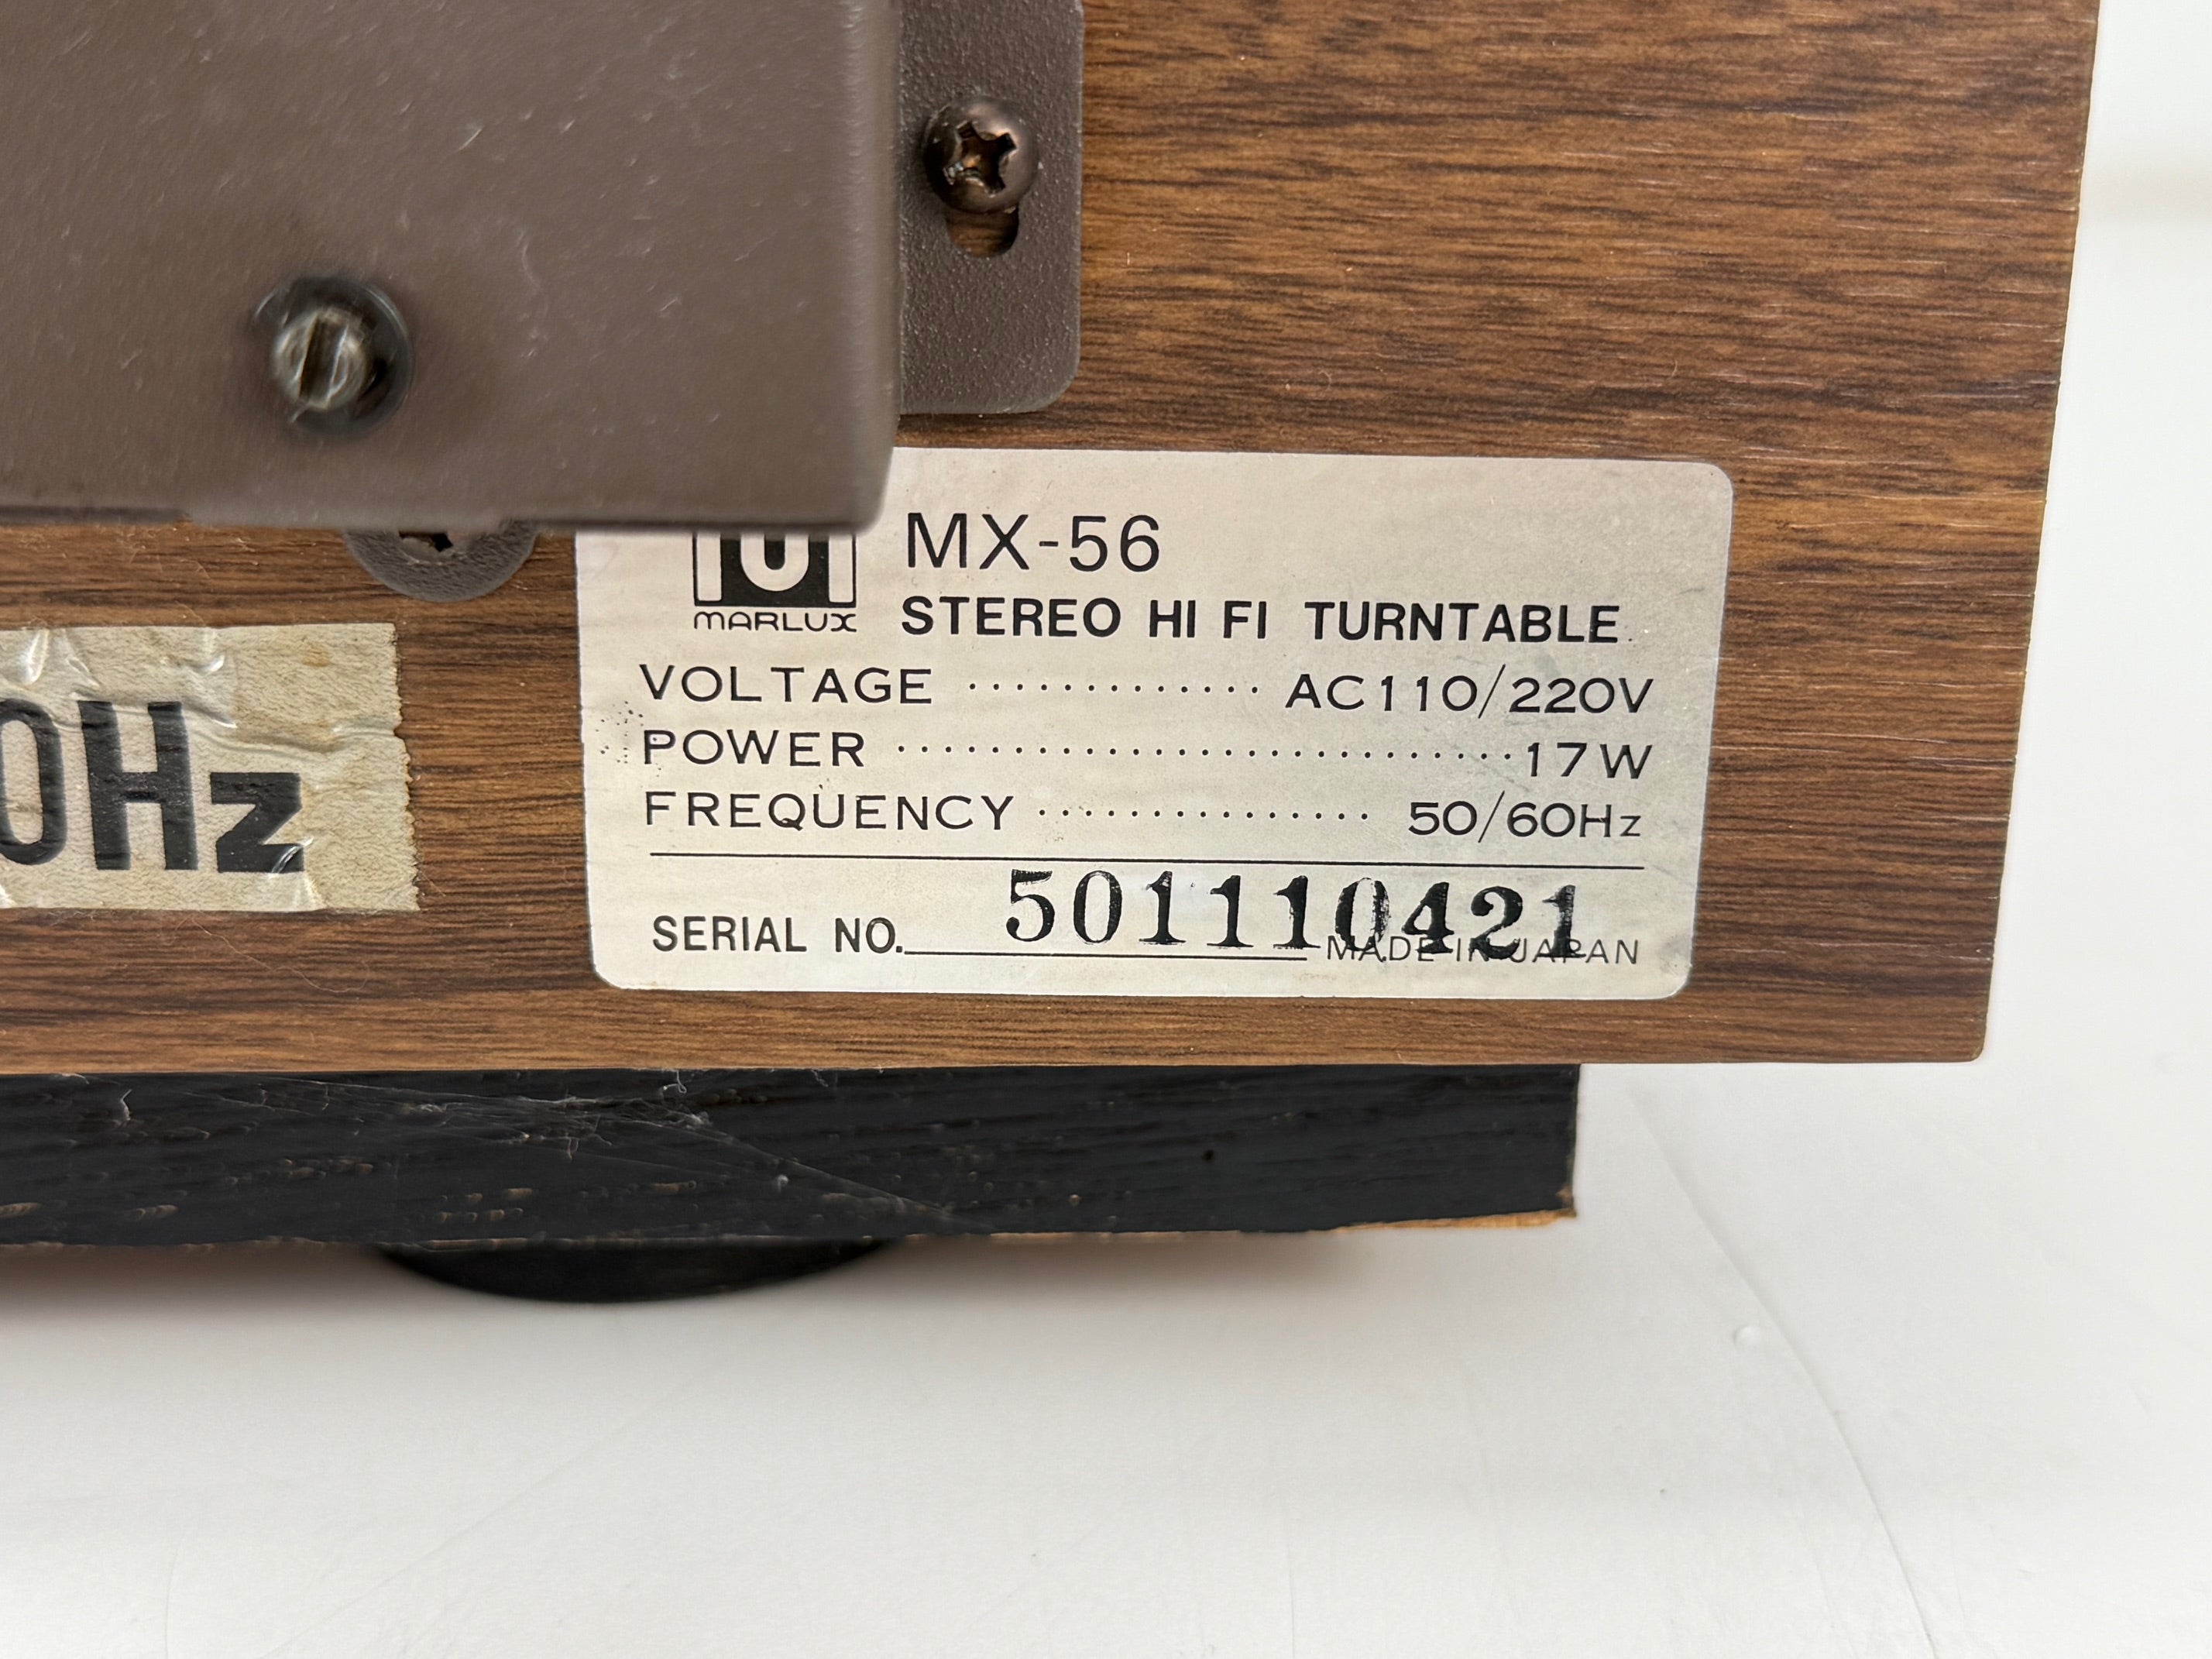 MX-56
MARLUX
STEREO HI FI TURNTABLE
VOLTAGE ............. AC110/220V
POWER ...........................17W
FREQUENCY ............... 50/60Hz
0Hz
SERIAL NO. 501110421
MADE IN JAPAN